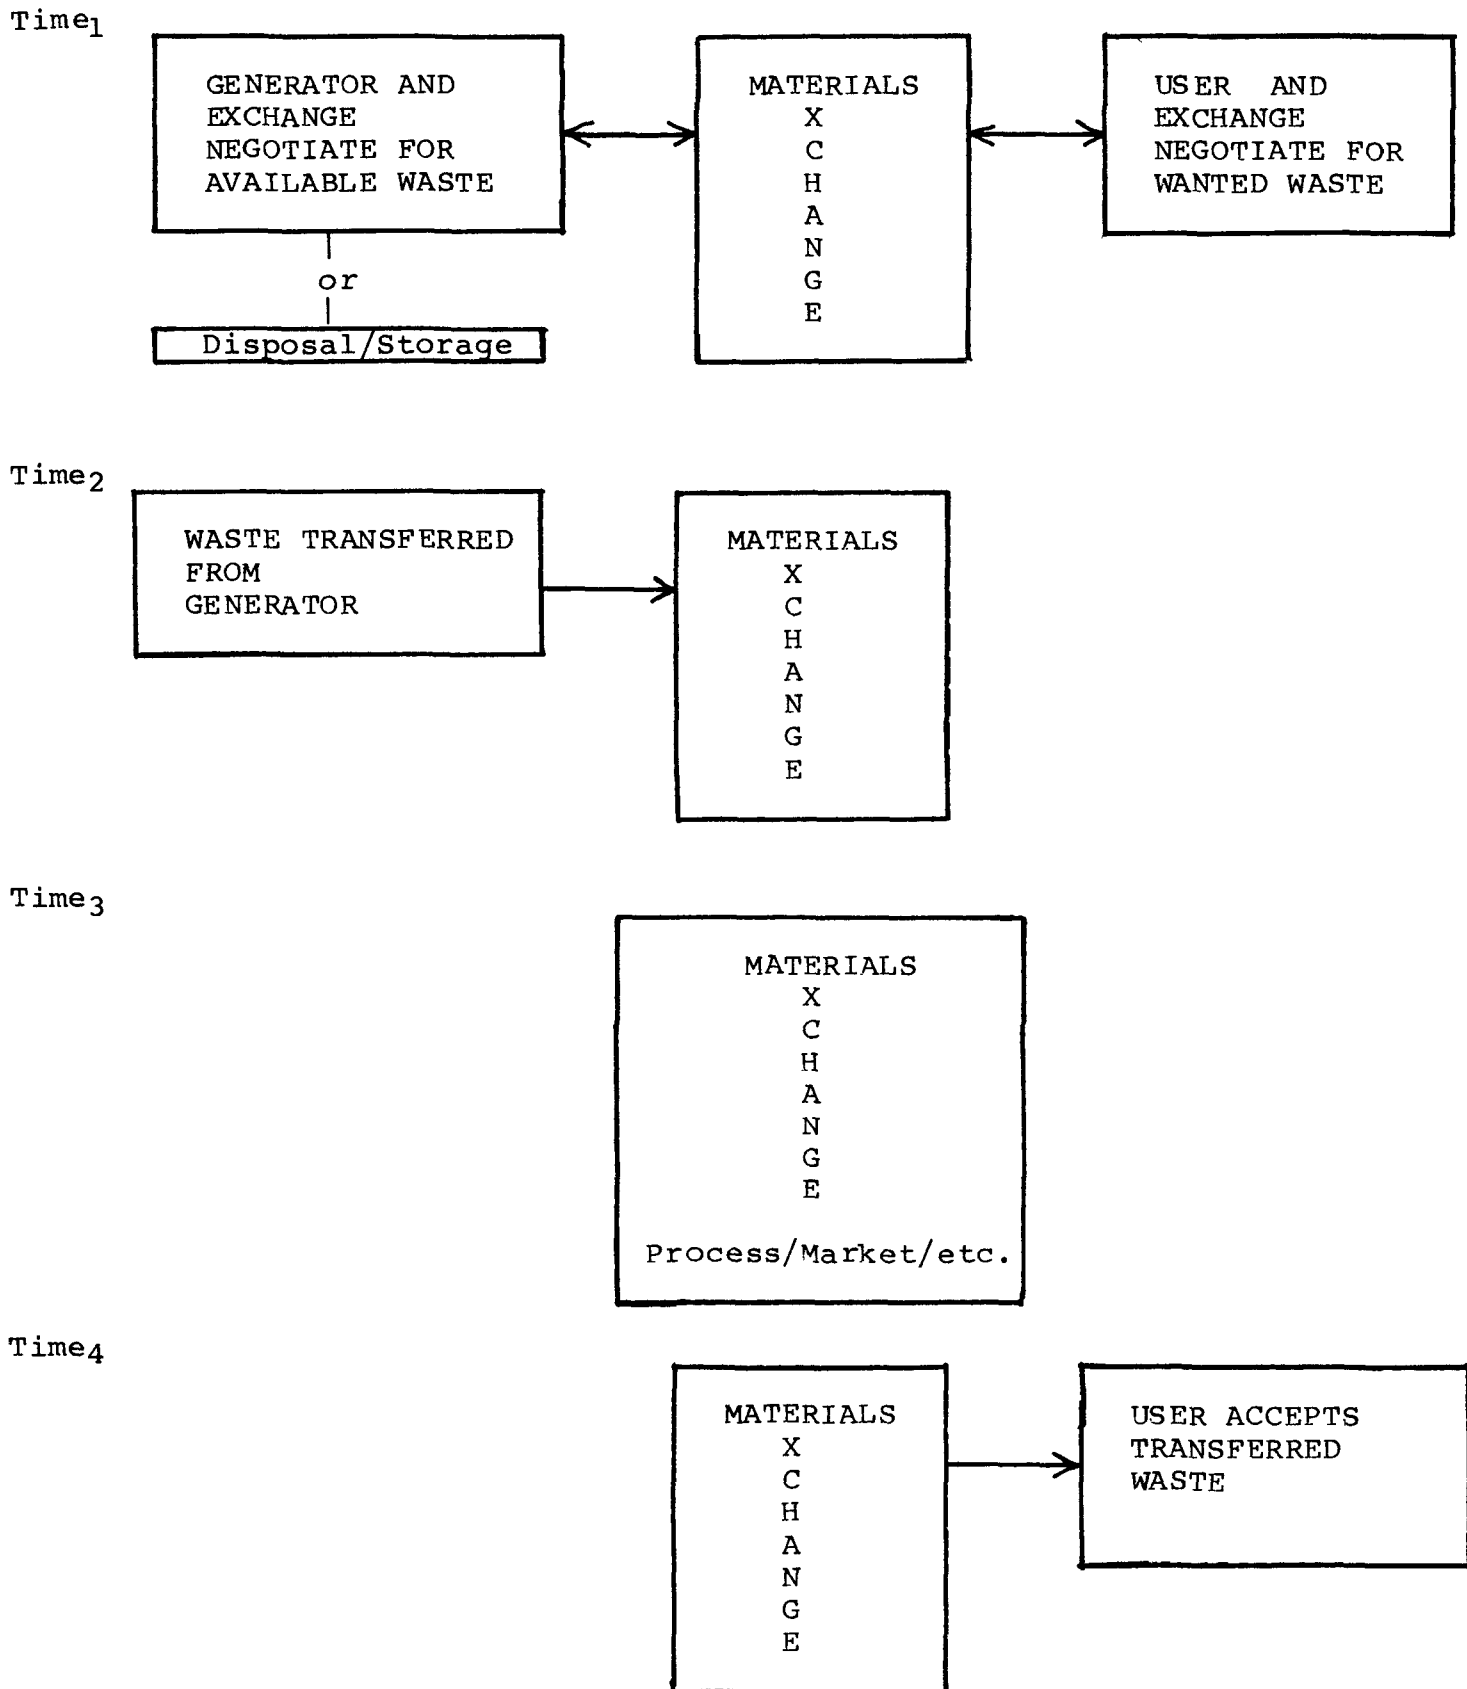 Time1
GENERATOR AND
EXCHANGE
NEGOTIATE FOR
AVAILABLE WASTE
or
Disposal/Storage
MATERIALS
X
C
H
A
N
G
E
USER AND
EXCHANGE
NEGOTIATE FOR
WANTED WASTE
Time2
WASTE TRANSFERRED
FROM
GENERATOR
MATERIALS
X
C
H
A
N
G
E
Time3
MATERIALS
X
C
H
A
N
G
E
Process/Market/etc.
Time4
MATERIALS
X
C
H
A
N
G
E
USER ACCEPTS
TRANSFERRED
WASTE